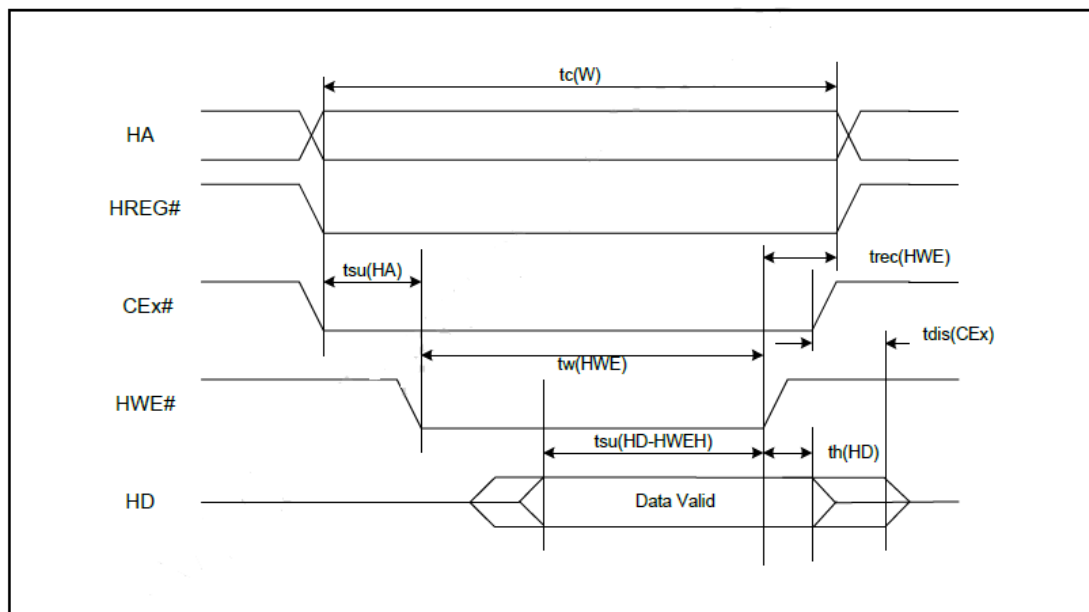 tc(W)
HA
HREG#
trec(HWE)
tsu(HA)
CEx#
tdis(CEx)
tw(HWE)
HWE#
tsu(HD-HWEH)
th(HD)
HD
Data Valid